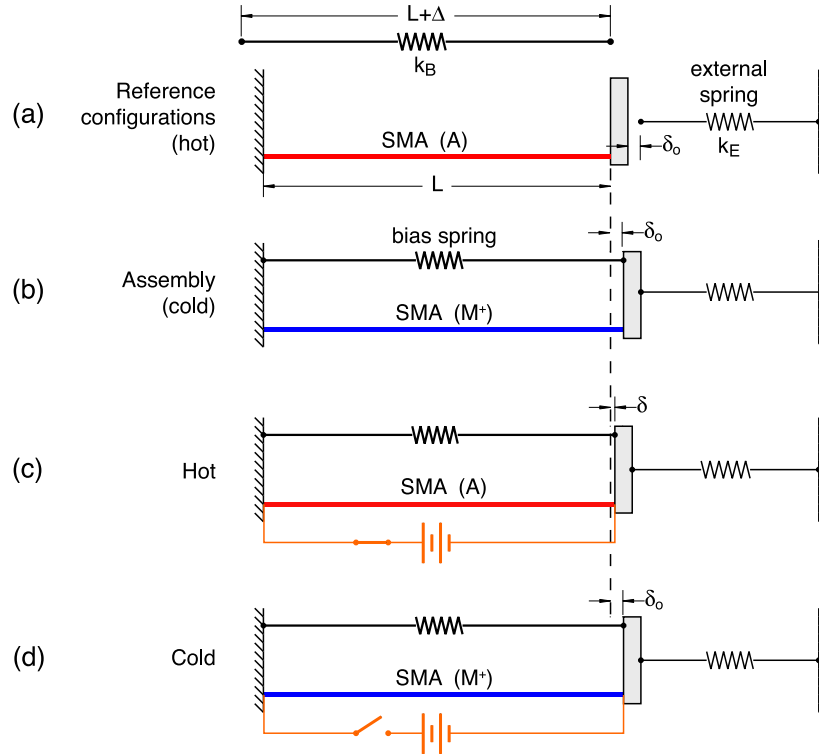 L+Δ
k_B
(a)
Reference
configurations
(hot)
SMA (A)
L
external
spring
δ_o
k_E
(b)
Assembly
(cold)
bias spring
SMA (M⁺)
δ_o
(c)
Hot
SMA (A)
δ
(d)
Cold
SMA (M⁺)
δ_o